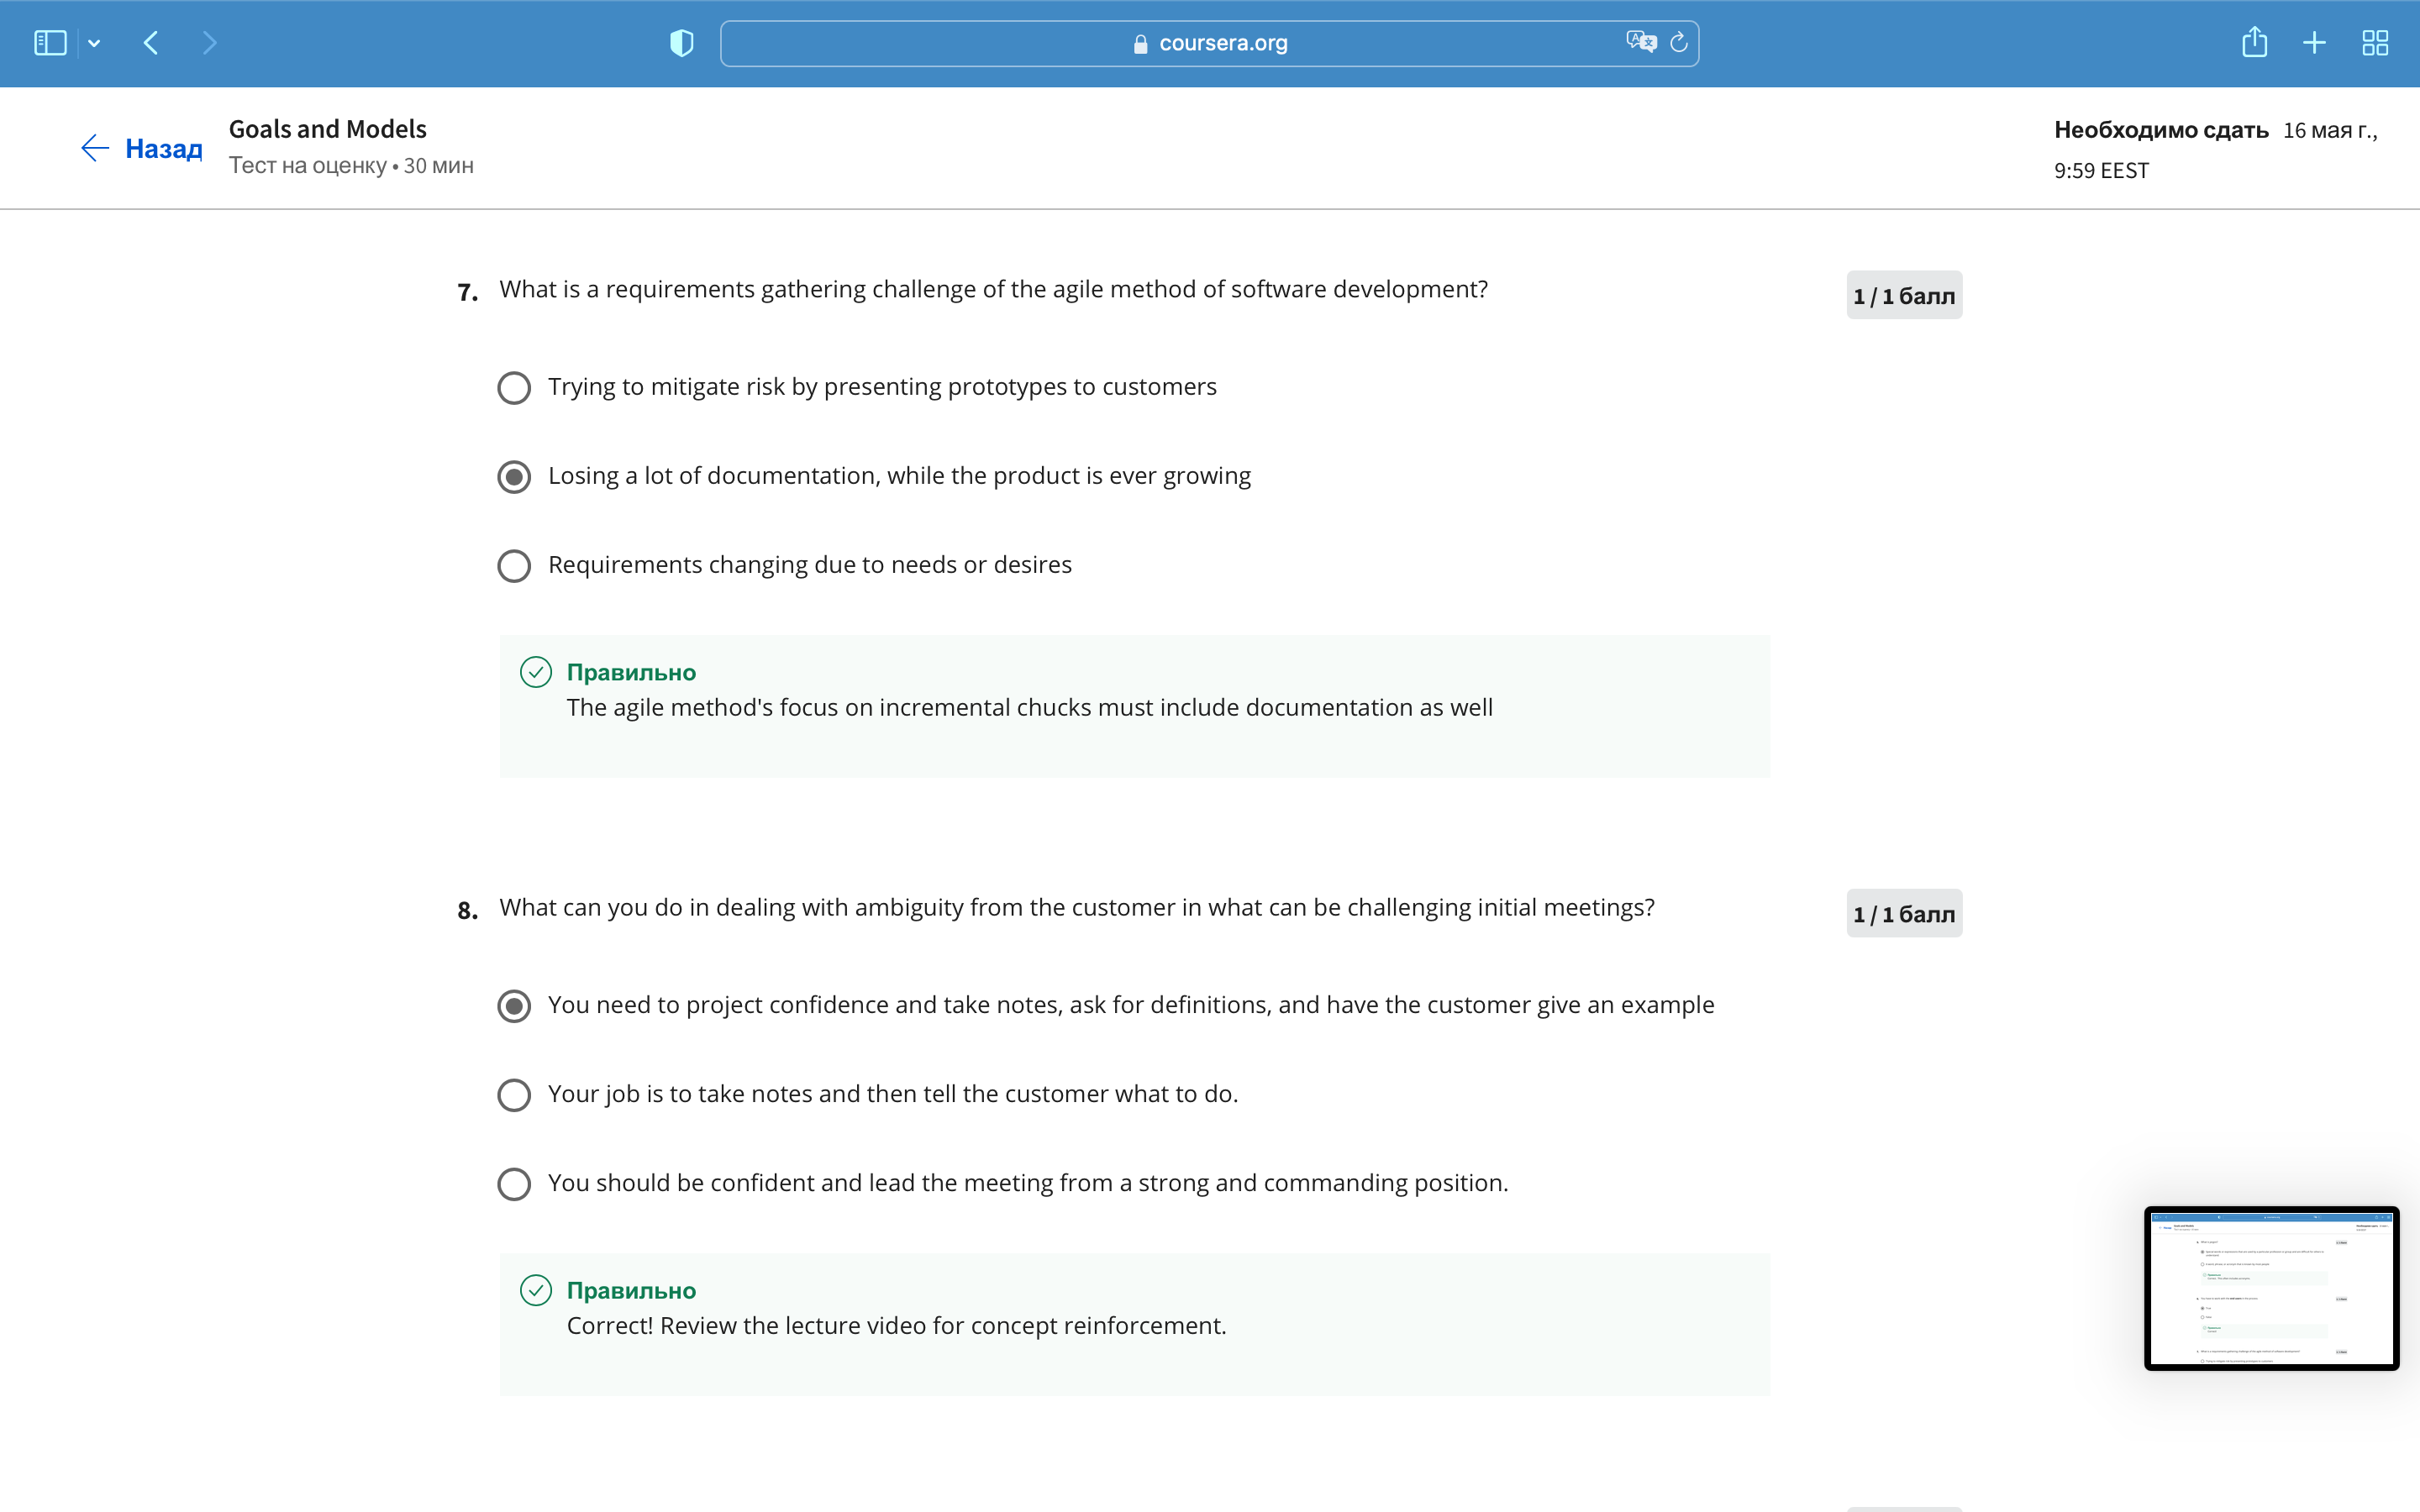 coursera.org
Назад
Goals and Models
Тест на оценку • 30 мин
Необходимо сдать 16 мая г.,
9:59 EEST
7. What is a requirements gathering challenge of the agile method of software development?
1 / 1 балл
Trying to mitigate risk by presenting prototypes to customers
Losing a lot of documentation, while the product is ever growing
Requirements changing due to needs or desires
Правильно
The agile method's focus on incremental chucks must include documentation as well
8. What can you do in dealing with ambiguity from the customer in what can be challenging initial meetings?
1 / 1 балл
You need to project confidence and take notes, ask for definitions, and have the customer give an example
Your job is to take notes and then tell the customer what to do.
You should be confident and lead the meeting from a strong and commanding position.
Правильно
Correct! Review the lecture video for concept reinforcement.